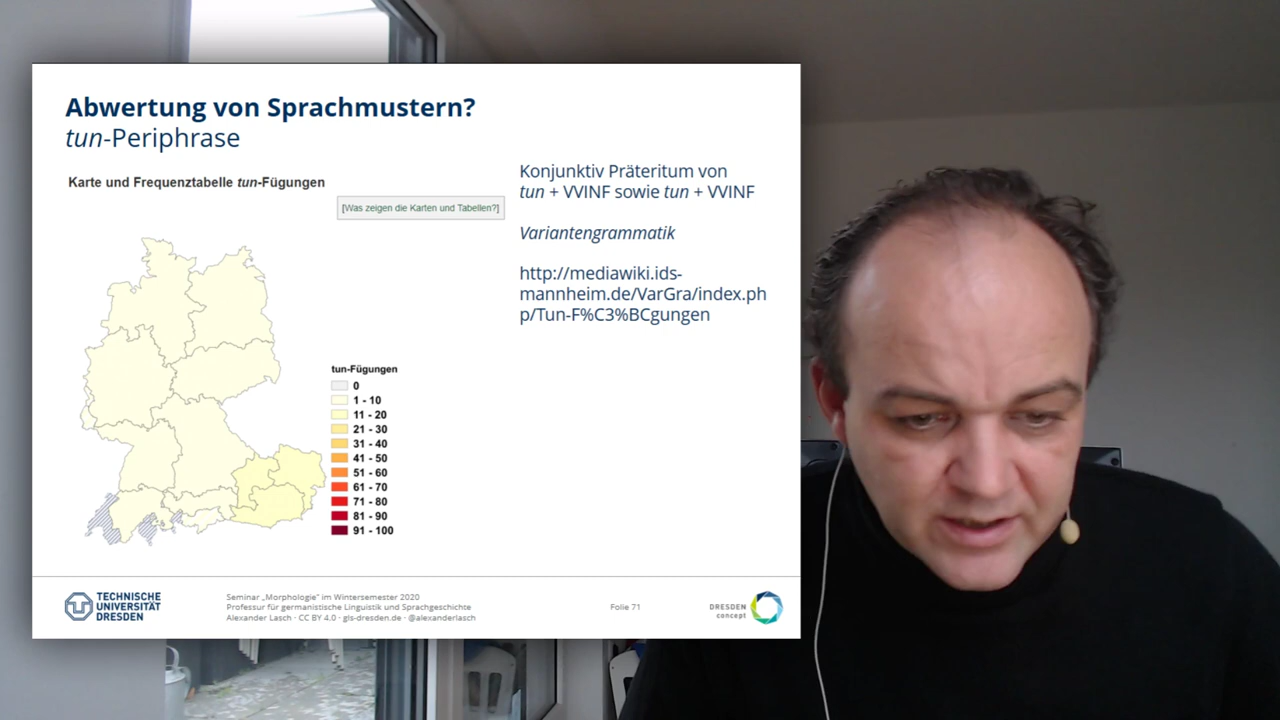 Abwertung von Sprachmustern?
tun-Periphrase
Karte und Frequenztabelle tun-Fügungen
[Was zeigen die Karten und Tabellen?]
Konjunktiv Präteritum von
tun + VVINF sowie tun + VVINF
Variantengrammatik
http://mediawiki.ids-
mannheim.de/VarGra/index.ph
p/Tun-F%C3%BCgungen
tun-Fügungen
0
1 - 10
11 - 20
21 - 30
31 - 40
41 - 50
51 - 60
61 - 70
71 - 80
81 - 90
91 - 100
TECHNISCHE
UNIVERSITÄT
DRESDEN
Seminar „Morphologie" im Wintersemester 2020
Professur für germanistische Linguistik und Sprachgeschichte
Alexander Lasch · CC BY 4.0 · gls-dresden.de · @alexanderlasch
Folie 71
DRESDEN
concept